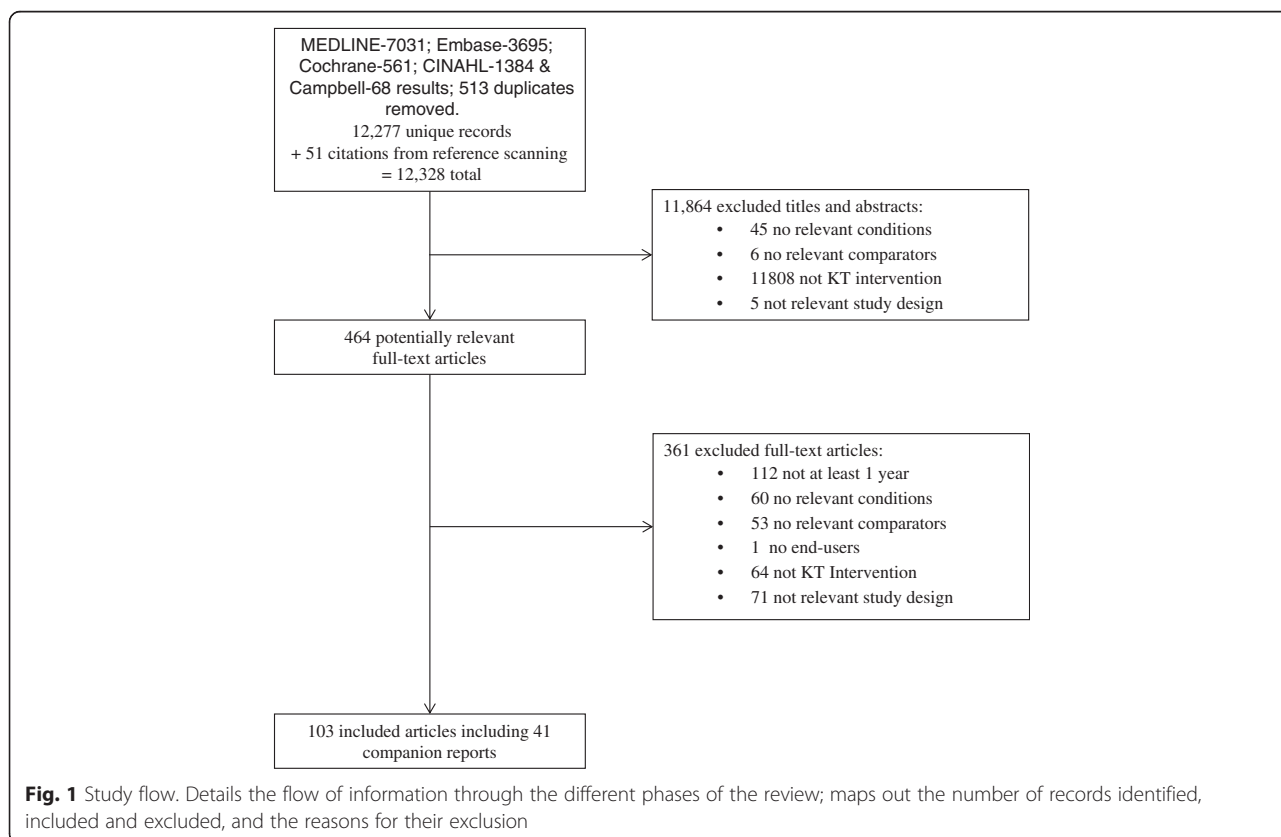 MEDLINE-7031; Embase-3695;
Cochrane-561; CINAHL-1384 &
Campbell-68 results; 513 duplicates
removed.
12,277 unique records
+ 51 citations from reference scanning
= 12,328 total
11,864 excluded titles and abstracts:
• 45 no relevant conditions
• 6 no relevant comparators
• 11808 not KT intervention
• 5 not relevant study design
464 potentially relevant
full-text articles
361 excluded full-text articles:
• 112 not at least 1 year
• 60 no relevant conditions
• 53 no relevant comparators
• 1 no end-users
• 64 not KT Intervention
• 71 not relevant study design
103 included articles including 41
companion reports
Fig. 1 Study flow. Details the flow of information through the different phases of the review; maps out the number of records identified,
included and excluded, and the reasons for their exclusion